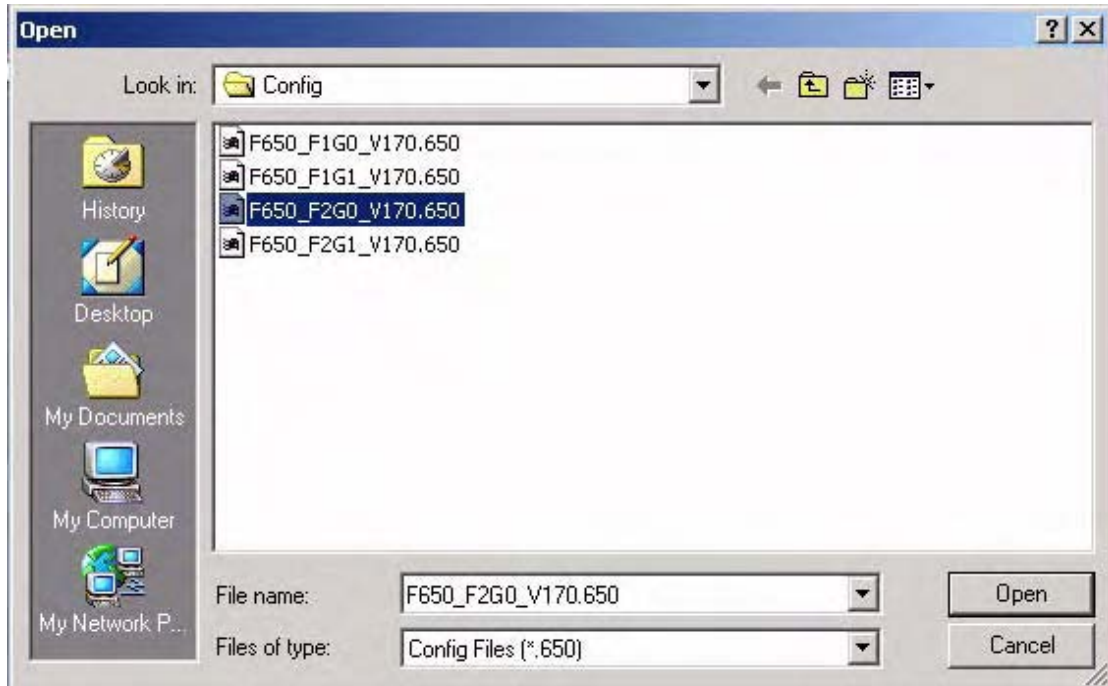 Open
Look in: Config
F650_F1G0_V170.650
F650_F1G1_V170.650
F650_F2G0_V170.650
F650_F2G1_V170.650
History
Desktop
My Documents
My Computer
My Network P...
File name: F650_F2G0_V170.650 Open
Files of type: Config Files (*.650) Cancel